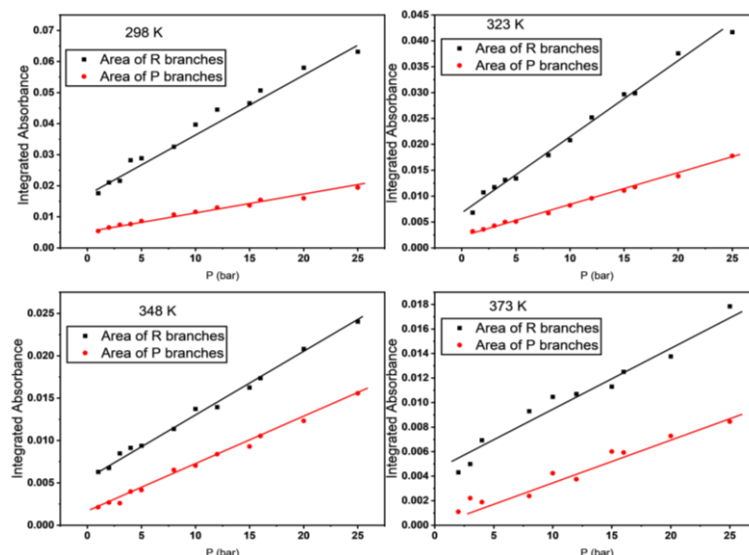 298 K
Area of R branches
Area of P branches
Integrated Absorbance
0.07
0.06
0.05
0.04
0.03
0.02
0.01
0.00
0
5
10
15
20
25
P (bar)
323 K
Area of R branches
Area of P branches
Integrated Absorbance
0.045
0.040
0.035
0.030
0.025
0.020
0.015
0.010
0.005
0.000
0
5
10
15
20
25
P (bar)
348 K
Area of R branches
Area of P branches
Integrated Absorbance
0.025
0.020
0.015
0.010
0.005
0.000
0
5
10
15
20
25
P (bar)
373 K
Area of R branches
Area of P branches
Integrated Absorbance
0.018
0.016
0.014
0.012
0.010
0.008
0.006
0.004
0.002
0.000
0
5
10
15
20
25
P (bar)